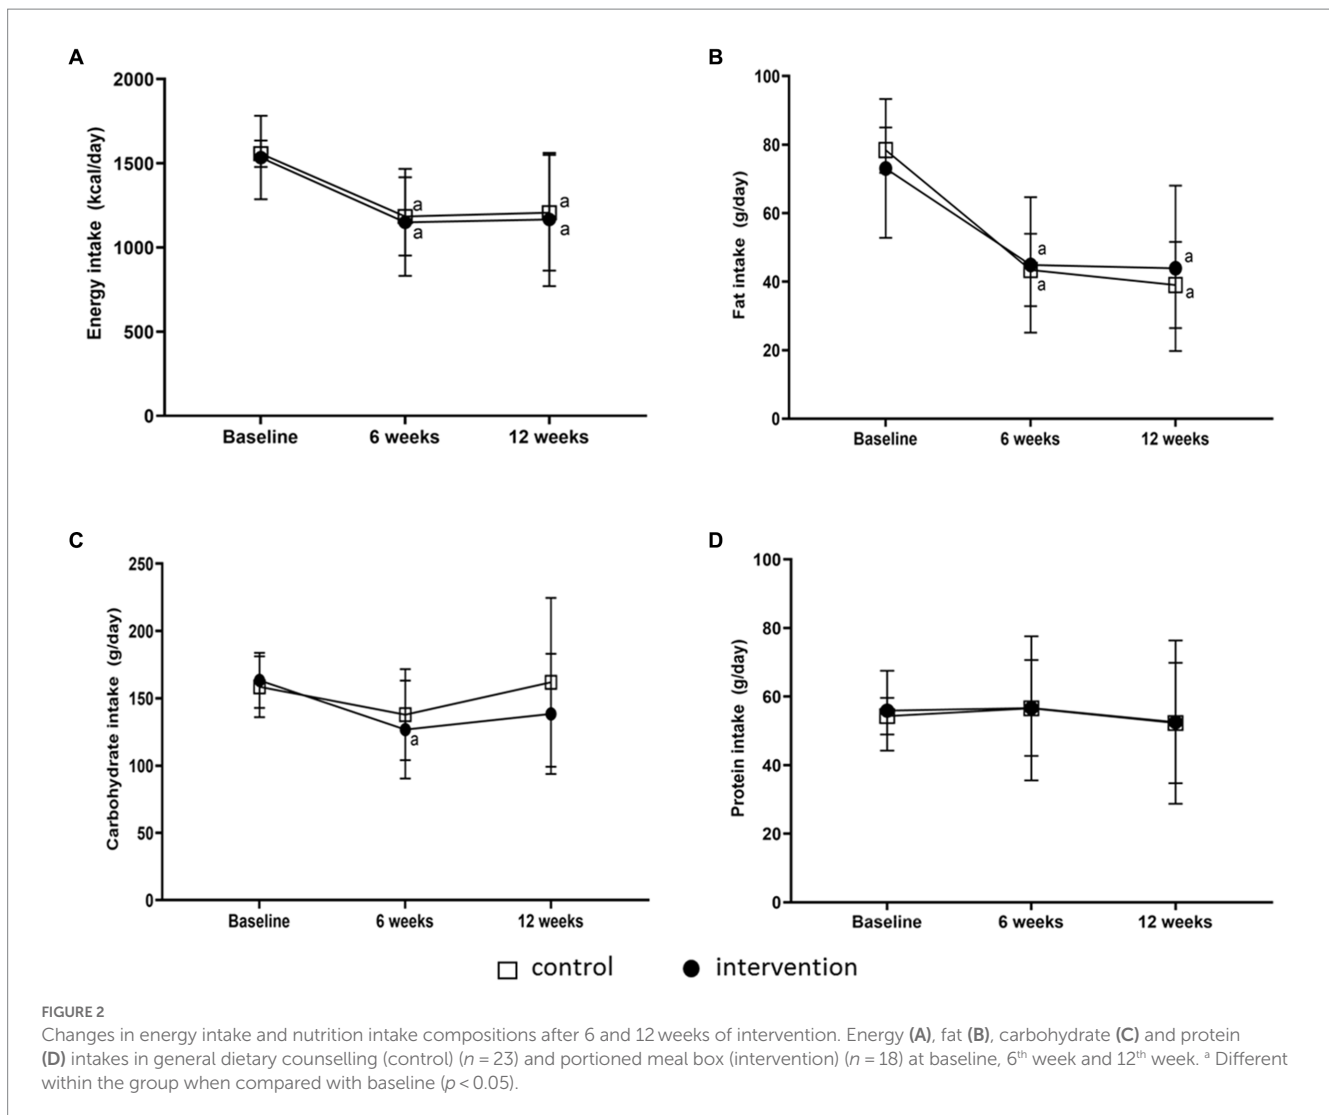 A
Energy intake (kcal/day)
2000
1500
1000
500
0
a
a
a
a
Baseline 6 weeks 12 weeks
B
Fat intake (g/day)
100
80
60
40
20
0
a
a
a
a
Baseline 6 weeks 12 weeks
C
Carbohydrate intake (g/day)
250
200
150
100
50
0
a
Baseline 6 weeks 12 weeks
D
Protein intake (g/day)
100
80
60
40
20
0
Baseline 6 weeks 12 weeks
control intervention
FIGURE 2
Changes in energy intake and nutrition intake compositions after 6 and 12 weeks of intervention. Energy (A), fat (B), carbohydrate (C) and protein
(D) intakes in general dietary counselling (control) (n = 23) and portioned meal box (intervention) (n = 18) at baseline, 6th week and 12th week. a Different
within the group when compared with baseline (p < 0.05).